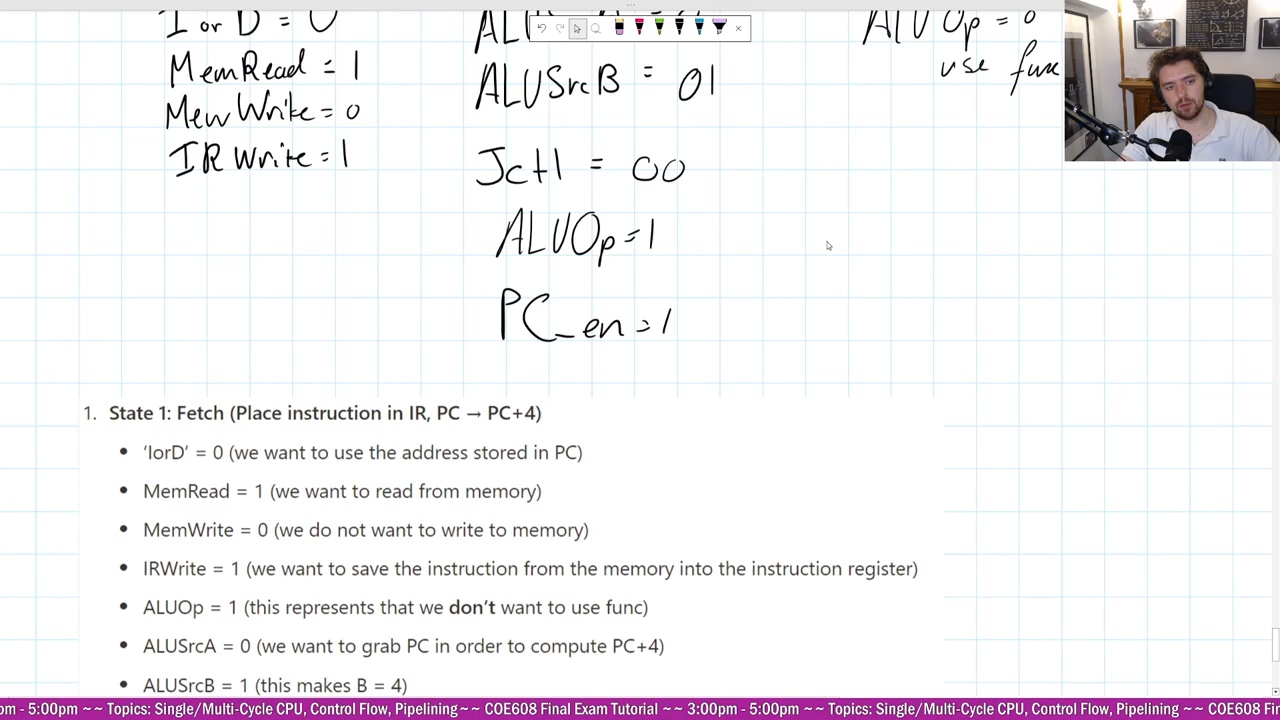 I or D = 0
MemRead = 1
MemWrite = 0
IRWrite = 1
ALUSrcB = 01
Jctl = 00
ALUOp = 1
PC_en = 1
ALUOp = 0
use func
1. State 1: Fetch (Place instruction in IR, PC → PC+4)
• 'IorD' = 0 (we want to use the address stored in PC)
• MemRead = 1 (we want to read from memory)
• MemWrite = 0 (we do not want to write to memory)
• IRWrite = 1 (we want to save the instruction from the memory into the instruction register)
• ALUOp = 1 (this represents that we don't want to use func)
• ALUSrcA = 0 (we want to grab PC in order to compute PC+4)
• ALUSrcB = 1 (this makes B = 4)
pm - 5:00pm ~~ Topics: Single/Multi-Cycle CPU, Control Flow, Pipelining ~~ COE608 Final Exam Tutorial ~~ 3:00pm - 5:00pm ~~ Topics: Single/Multi-Cycle CPU, Control Flow, Pipelining ~~ COE608 Fi